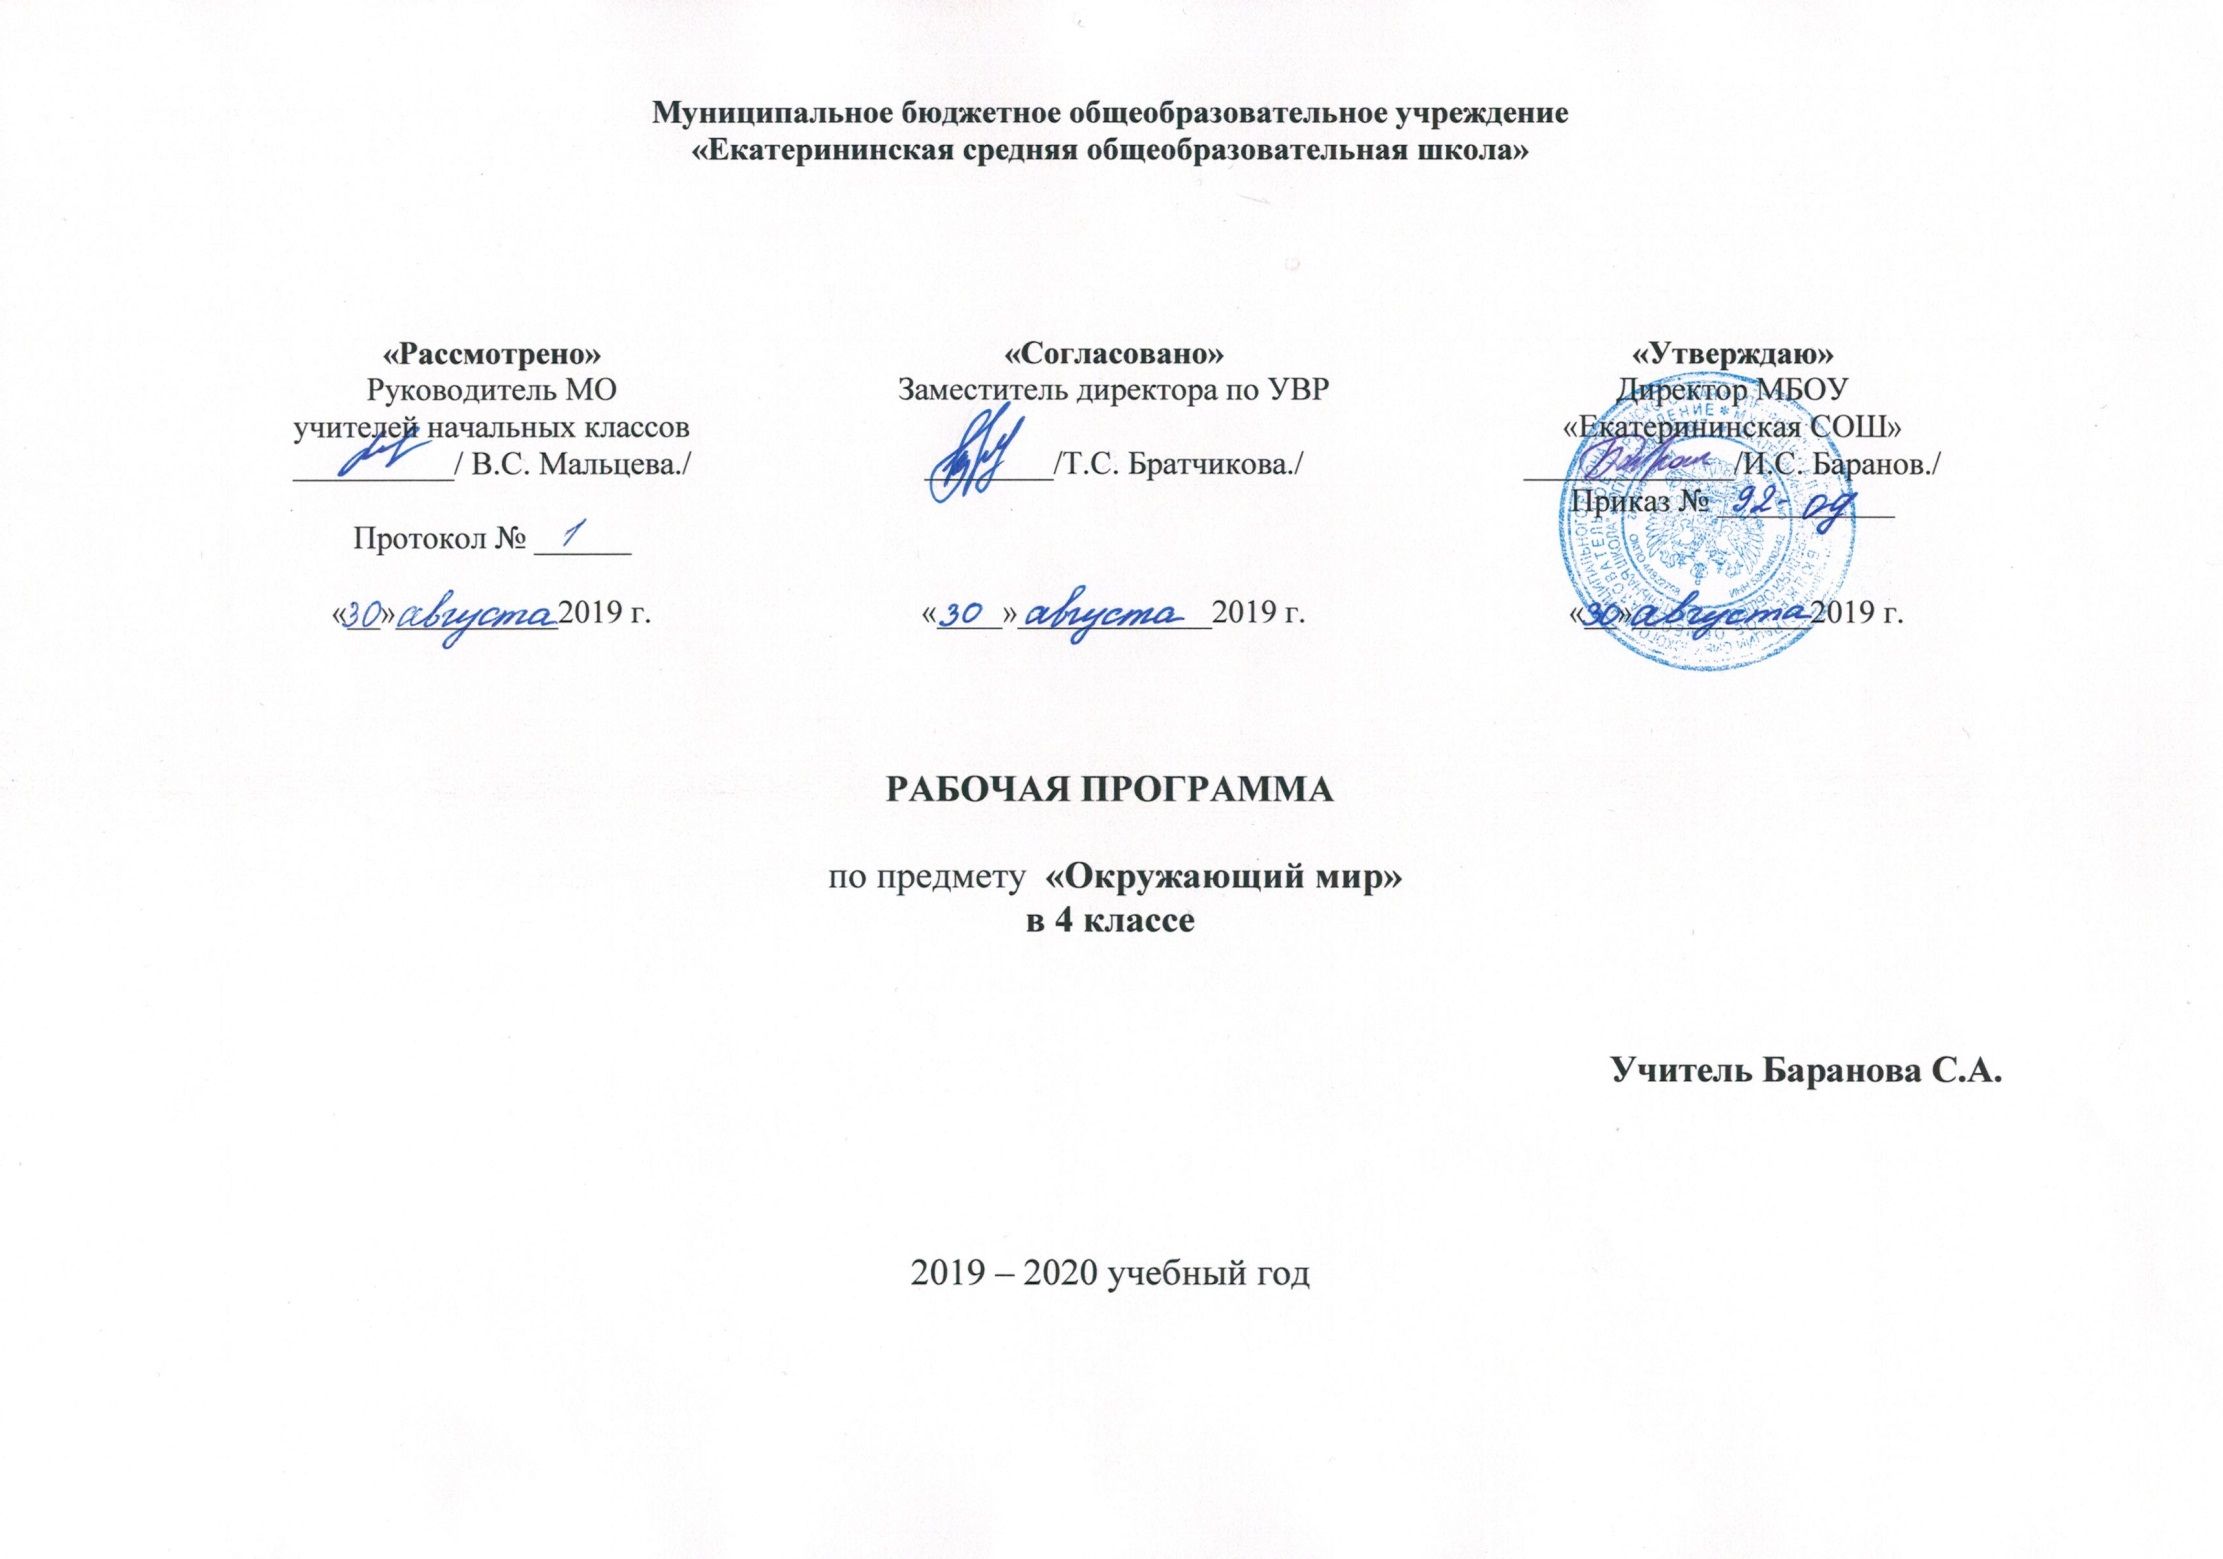 Муниципальное бюджетное общеобразовательное учреждение
«Екатерининская средняя общеобразовательная школа»
«Рассмотрено»
Руководитель МО
учителей начальных классов
__________/ В.С. Мальцева./
Протокол № 1
«30» августа 2019 г.
«Согласовано»
Заместитель директора по УВР
________/Т.С. Братчикова./
«30» августа 2019 г.
«Утверждаю»
Директор МБОУ
«Екатерининская СОШ»
_____________/И.С. Баранов./
Приказ № 92-од
«30» августа 2019 г.
РАБОЧАЯ ПРОГРАММА
по предмету «Окружающий мир»
в 4 классе
Учитель Баранова С.А.
2019 – 2020 учебный год